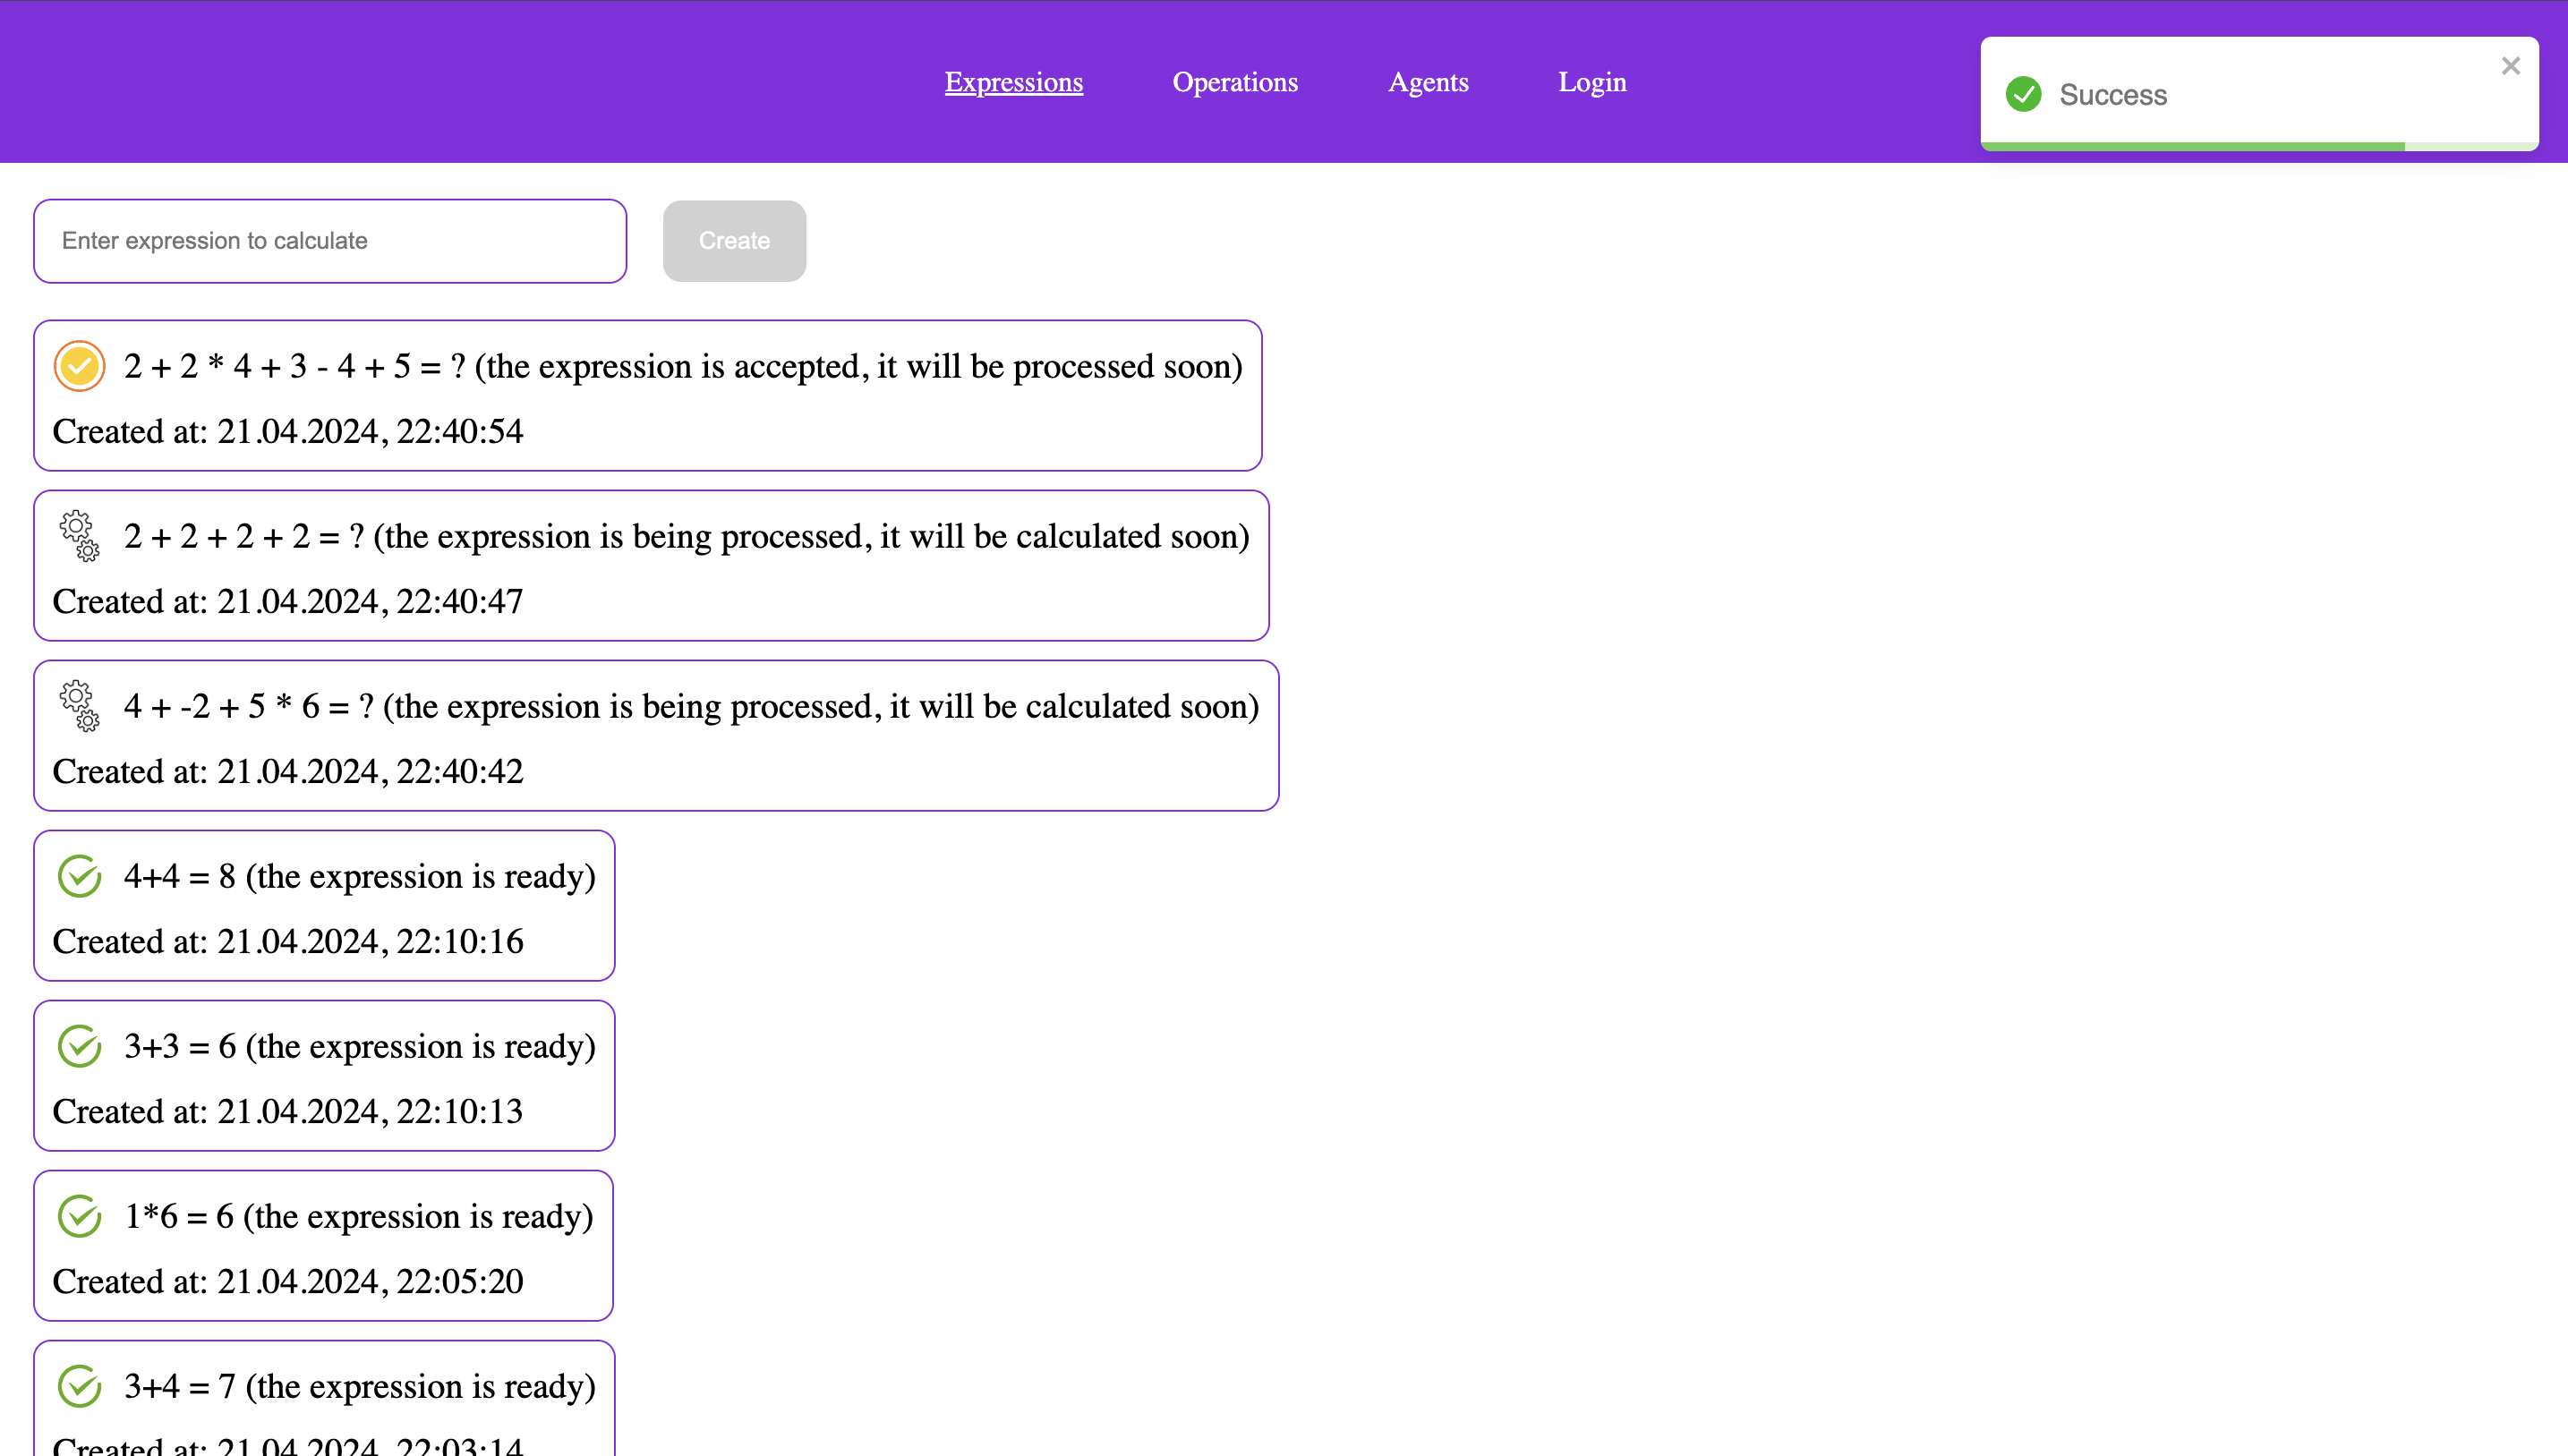 Expressions Operations Agents Login
Success
Enter expression to calculate
Create
2 + 2 * 4 + 3 - 4 + 5 = ? (the expression is accepted, it will be processed soon)
Created at: 21.04.2024, 22:40:54
2 + 2 + 2 + 2 = ? (the expression is being processed, it will be calculated soon)
Created at: 21.04.2024, 22:40:47
4 + -2 + 5 * 6 = ? (the expression is being processed, it will be calculated soon)
Created at: 21.04.2024, 22:40:42
4+4 = 8 (the expression is ready)
Created at: 21.04.2024, 22:10:16
3+3 = 6 (the expression is ready)
Created at: 21.04.2024, 22:10:13
1*6 = 6 (the expression is ready)
Created at: 21.04.2024, 22:05:20
3+4 = 7 (the expression is ready)
Created at: 21.04.2024, 22:03:14